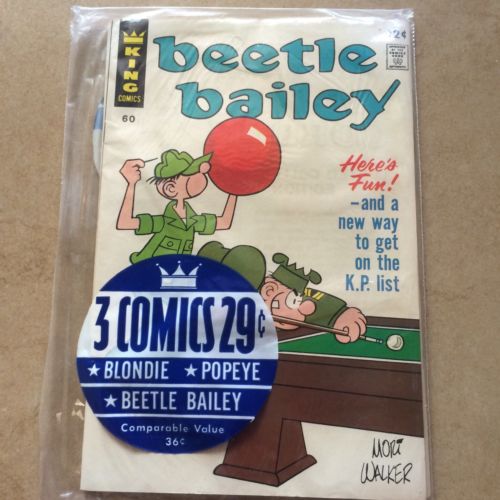 KING
COMICS
60
beetle
bailey
2¢
Here's
Fun!
—and a
new way
to get
on the
K.P. list
3 COMICS 29¢
★ BLONDIE ★ POPEYE
★ BEETLE BAILEY
Comparable Value
36¢
MORT
WALKER